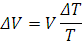 ΔV = V ΔT/T